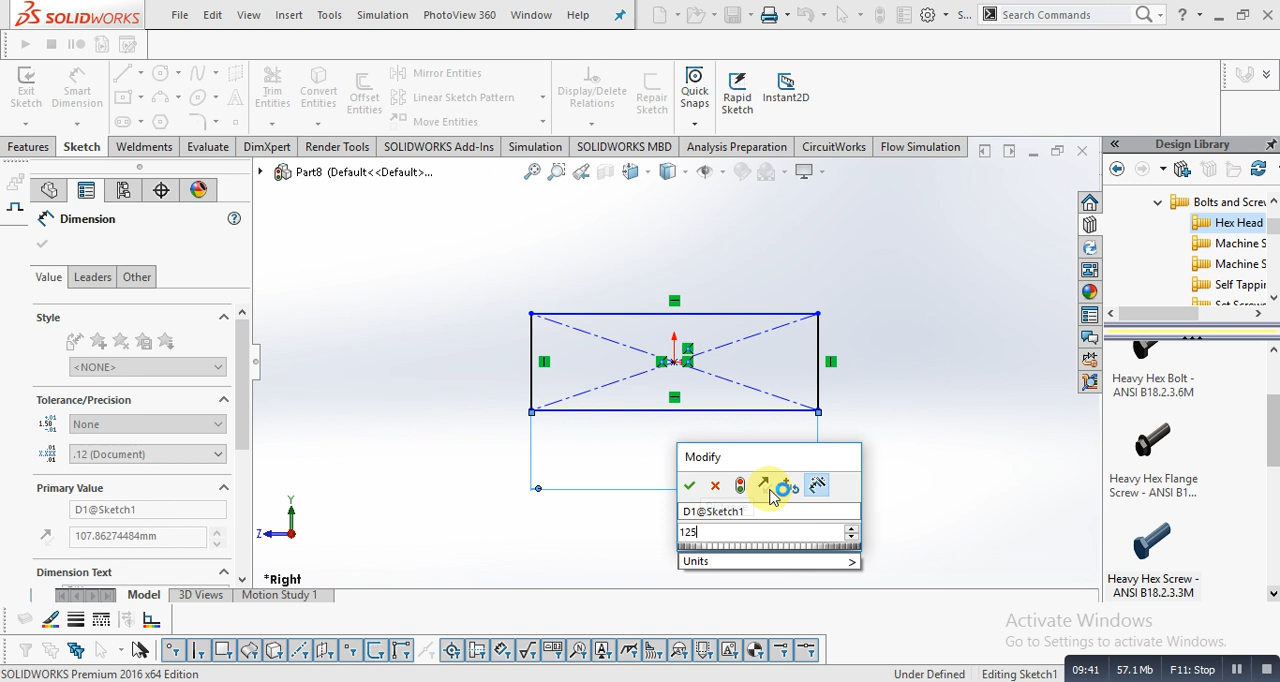 SOLIDWORKS
File Edit View Insert Tools Simulation PhotoView 360 Window Help
S...
Search Commands
Exit Sketch
Smart Dimension
Trim Entities
Convert Entities
Offset Entities
Mirror Entities
Linear Sketch Pattern
Move Entities
Display/Delete Relations
Repair Sketch
Quick Snaps
Rapid Sketch
Instant2D
Features Sketch Weldments Evaluate DimXpert Render Tools SOLIDWORKS Add-Ins Simulation SOLIDWORKS MBD Analysis Preparation CircuitWorks Flow Simulation
Design Library
Part8 (Default<<Default>...
Dimension
Value Leaders Other
Style
<NONE>
Tolerance/Precision
None
.12 (Document)
Primary Value
D1@Sketch1
107.86274484mm
Dimension Text
Modify
D1@Sketch1
125
Units >
Y
Z
*Right
Bolts and Screw
Hex Head
Machine S
Machine S
Self Tappin
Heavy Hex Bolt -
ANSI B18.2.3.6M
Heavy Hex Flange
Screw - ANSI B1...
Heavy Hex Screw -
ANSI B18.2.3.3M
Model 3D Views Motion Study 1
Activate Windows
Go to Settings to activate Windows.
SOLIDWORKS Premium 2016 x64 Edition
Under Defined Editing Sketch1
09:41 57.1 Mb F11: Stop